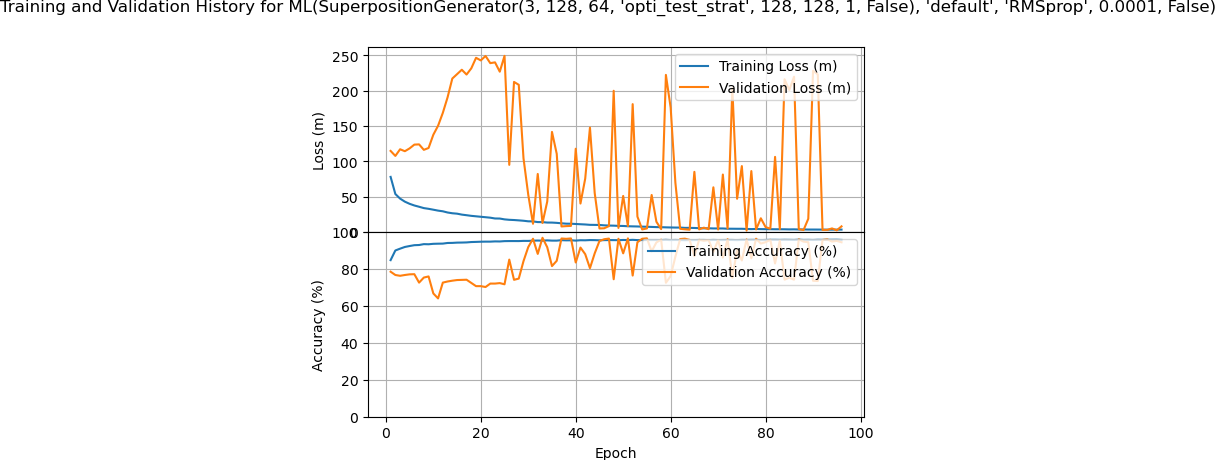 Training and Validation History for ML(SuperpositionGenerator(3, 128, 64, 'opti_test_strat', 128, 128, 1, False), 'default', 'RMSprop', 0.0001, False)
250
200
150
100
50
0
Loss (m)
Training Loss (m)
Validation Loss (m)
100
80
60
40
20
0
Accuracy (%)
Training Accuracy (%)
Validation Accuracy (%)
0 20 40 60 80 100
Epoch